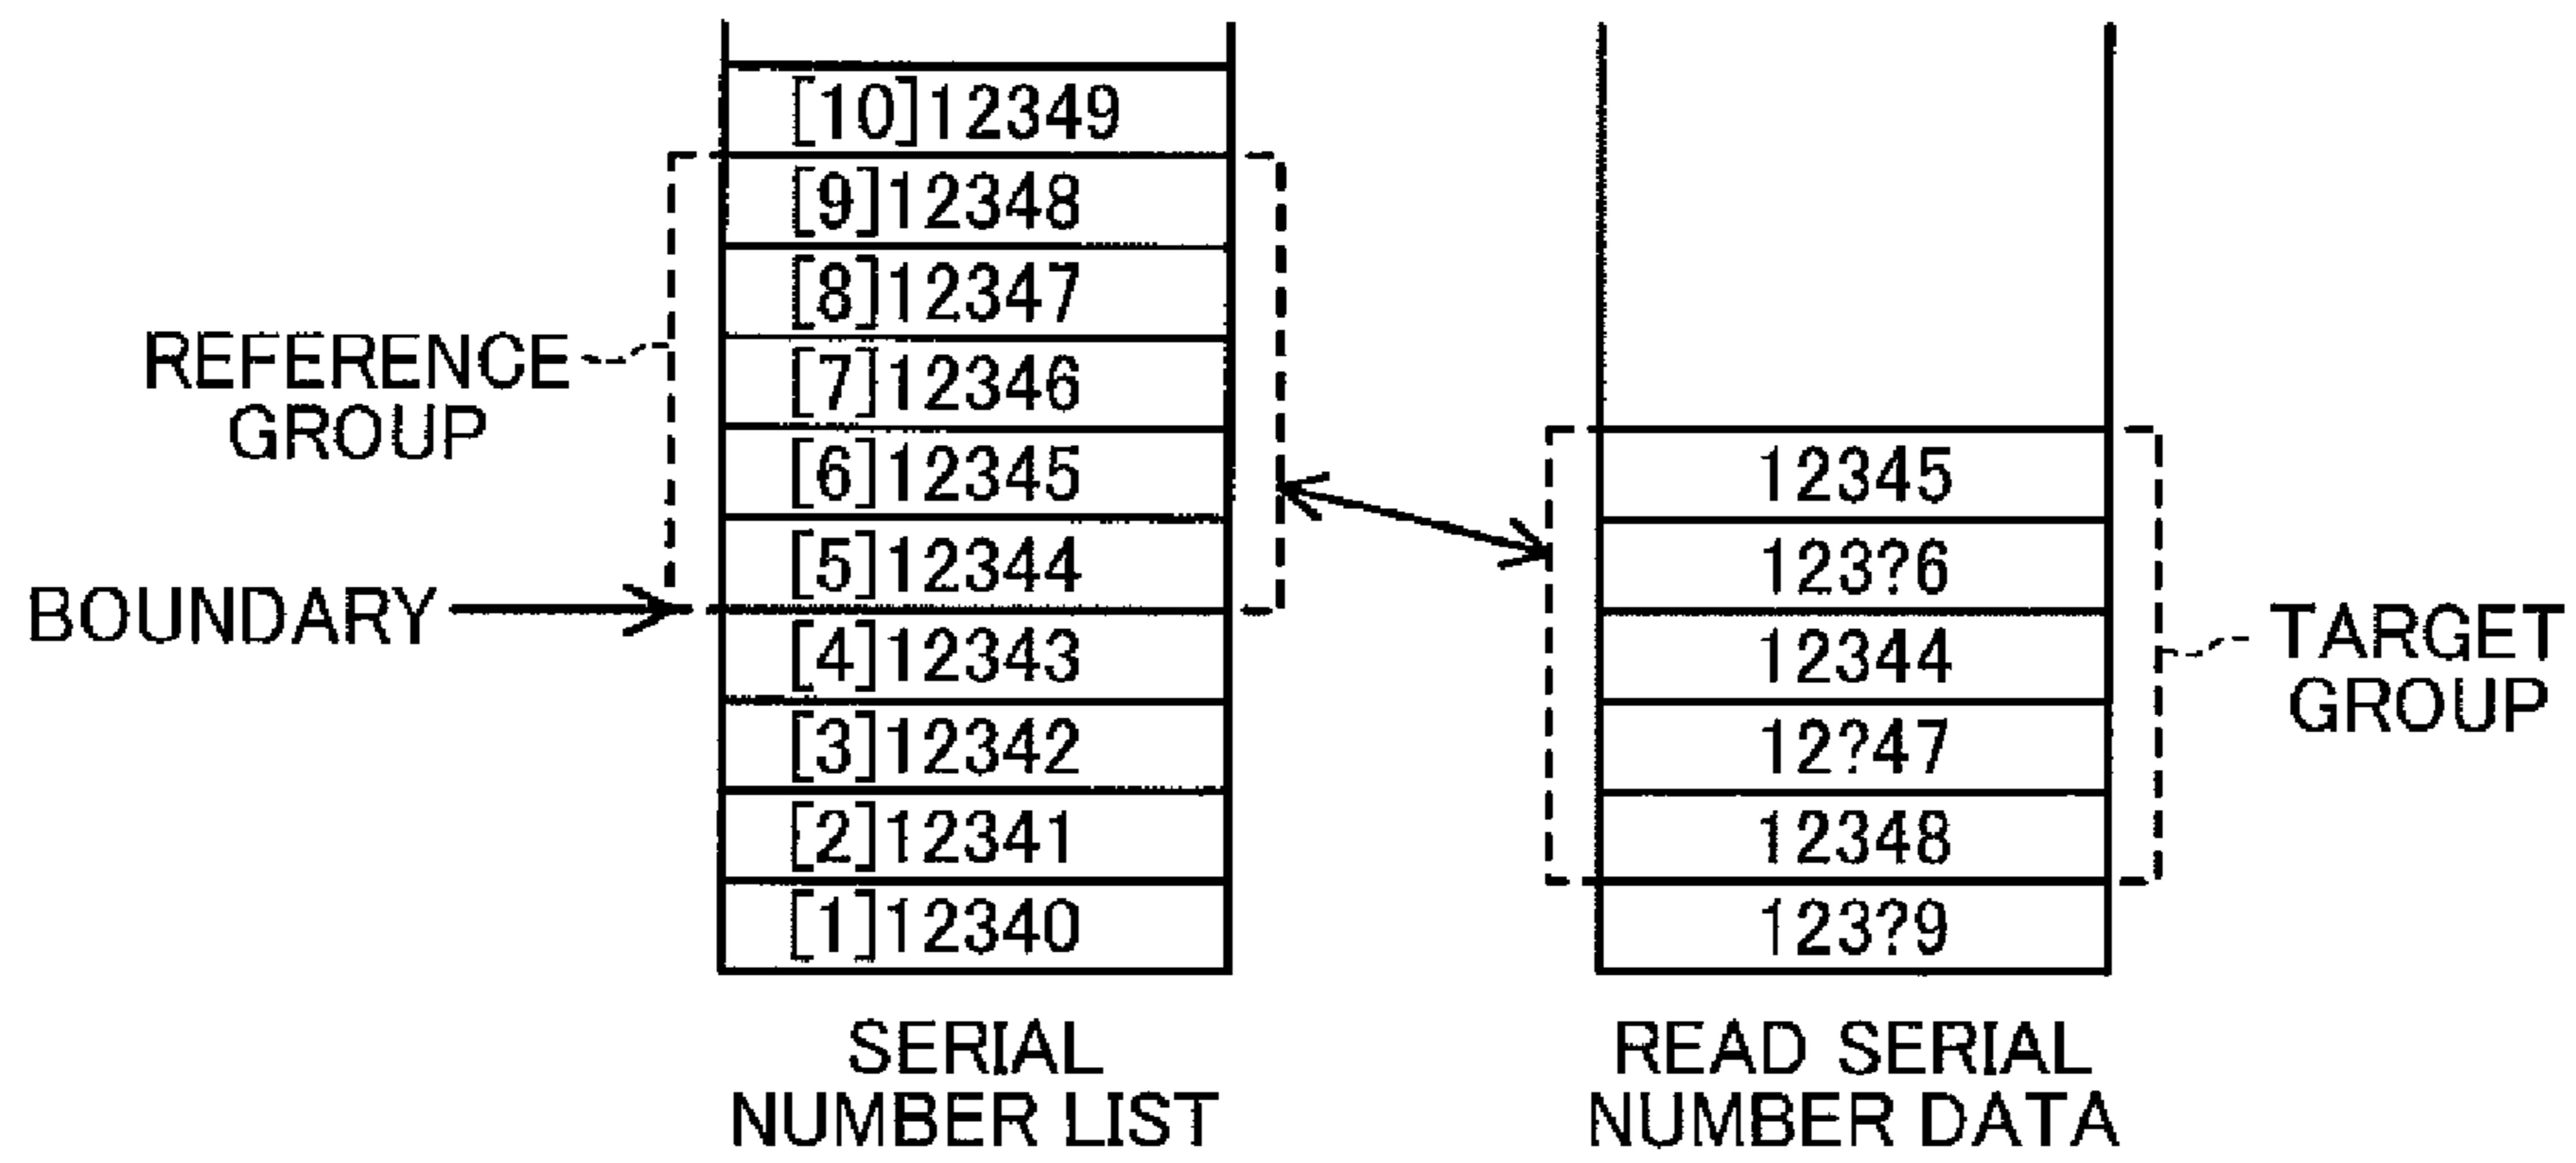 [10]12349
[9]12348
[8]12347
[7]12346
[6]12345
[5]12344
[4]12343
[3]12342
[2]12341
[1]12340
REFERENCE
GROUP
BOUNDARY
SERIAL
NUMBER LIST
12345
123?6
12344
12?47
12348
123?9
TARGET
GROUP
READ SERIAL
NUMBER DATA